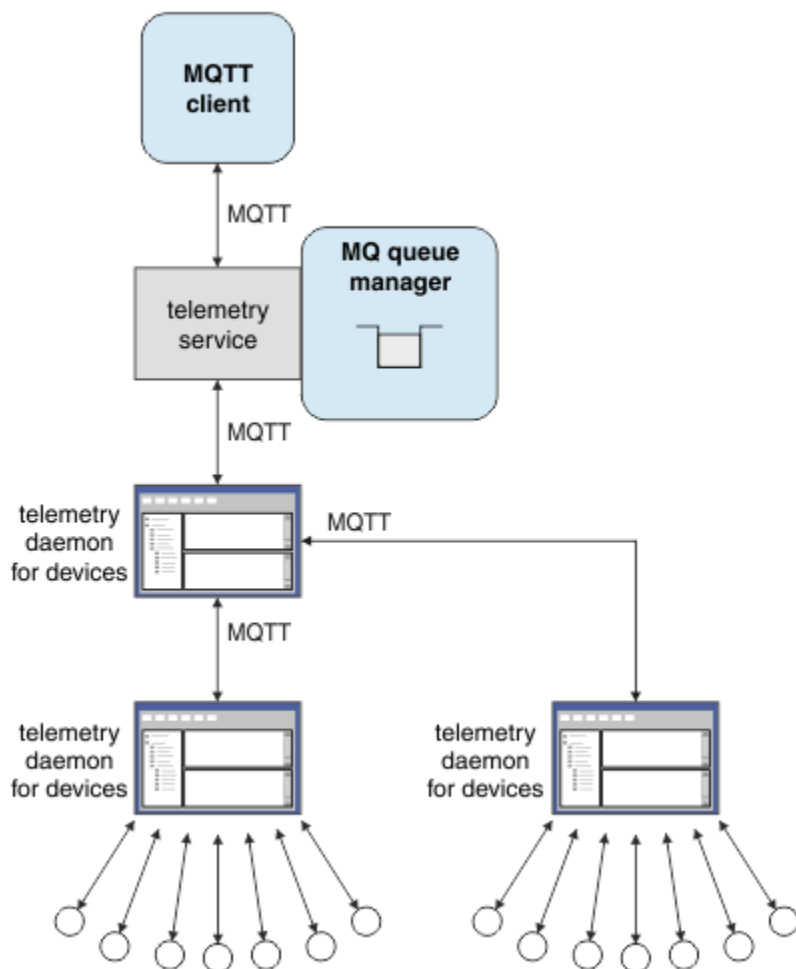 MQTT
client
MQTT
MQ queue
manager
telemetry
service
MQTT
telemetry
daemon
for devices
MQTT
MQTT
telemetry
daemon
for devices
telemetry
daemon
for devices